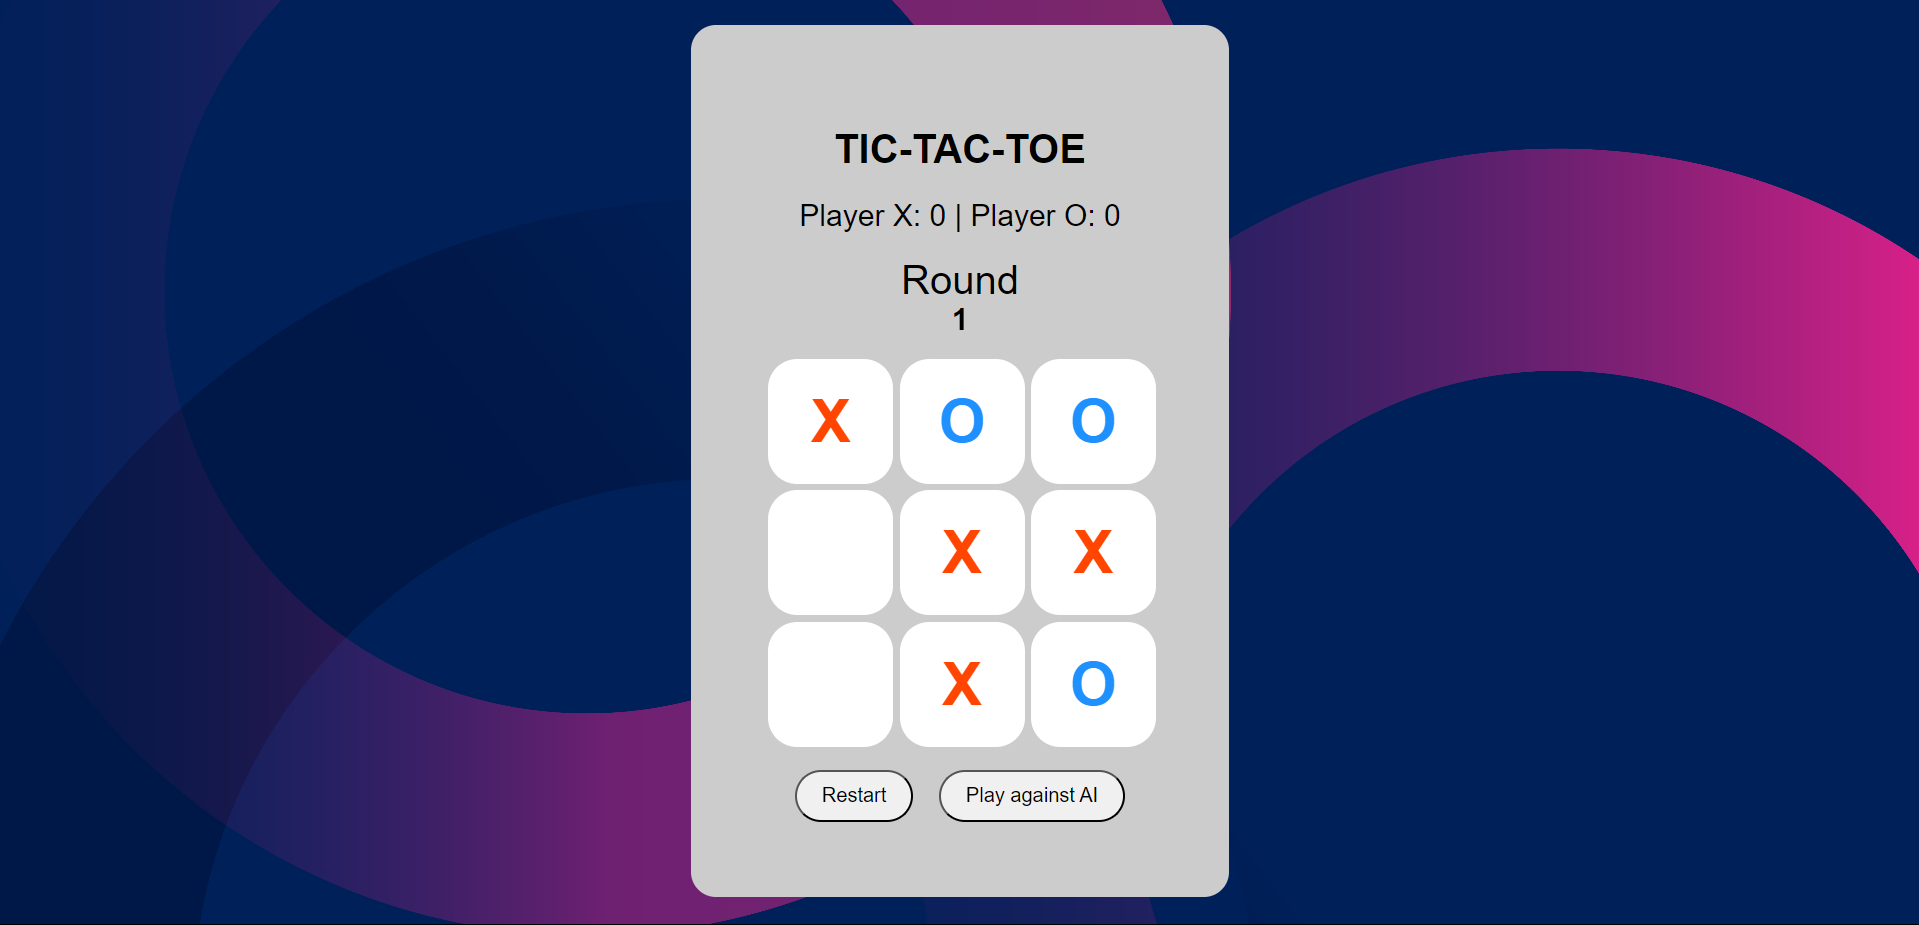 TIC-TAC-TOE
Player X: 0 | Player O: 0
Round
1
X O O
X X
X O
Restart Play against AI